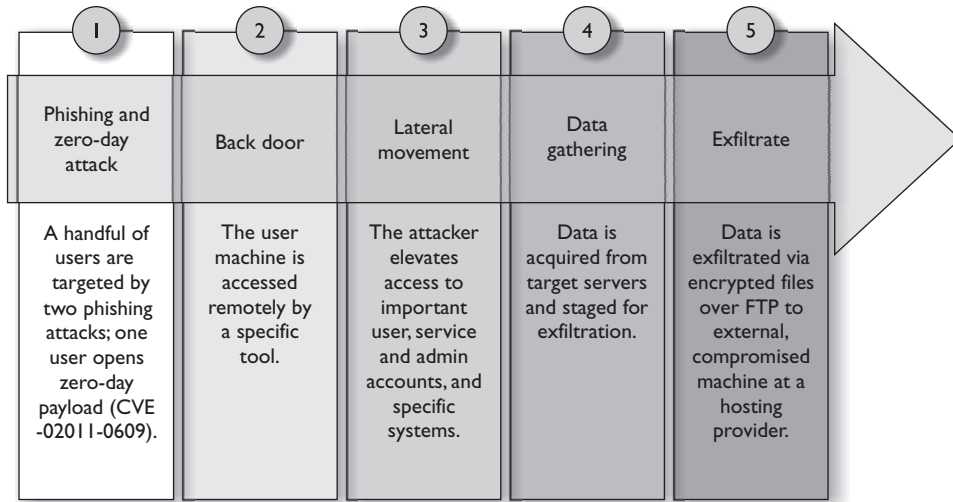 1
2
3
4
5
Phishing and
zero-day
attack
Back door
Lateral
movement
Data
gathering
Exfiltrate
A handful of
users are
targeted by
two phishing
attacks; one
user opens
zero-day
payload (CVE
-02011-0609).
The user
machine is
accessed
remotely by
a specific
tool.
The attacker
elevates
access to
important
user, service
and admin
accounts, and
specific
systems.
Data is
acquired from
target servers
and staged for
exfiltration.
Data is
exfiltrated via
encrypted files
over FTP to
external,
compromised
machine at a
hosting
provider.